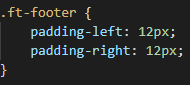 .ft-footer {
    padding-left: 12px;
    padding-right: 12px;
}